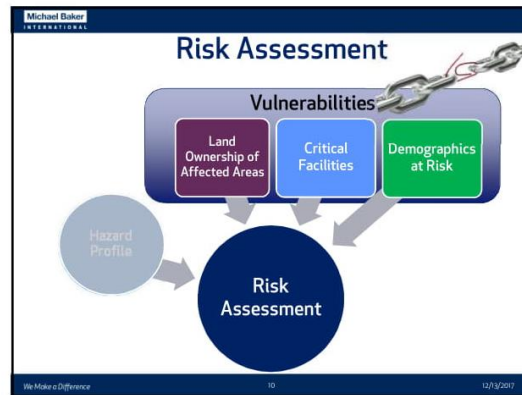 Michael Baker
INTERNATIONAL
Risk Assessment
Vulnerabilities
Land
Ownership of
Affected Areas
Critical
Facilities
Demographics
at Risk
Hazard
Profile
Risk
Assessment
We Make a Difference
10
12/13/2017